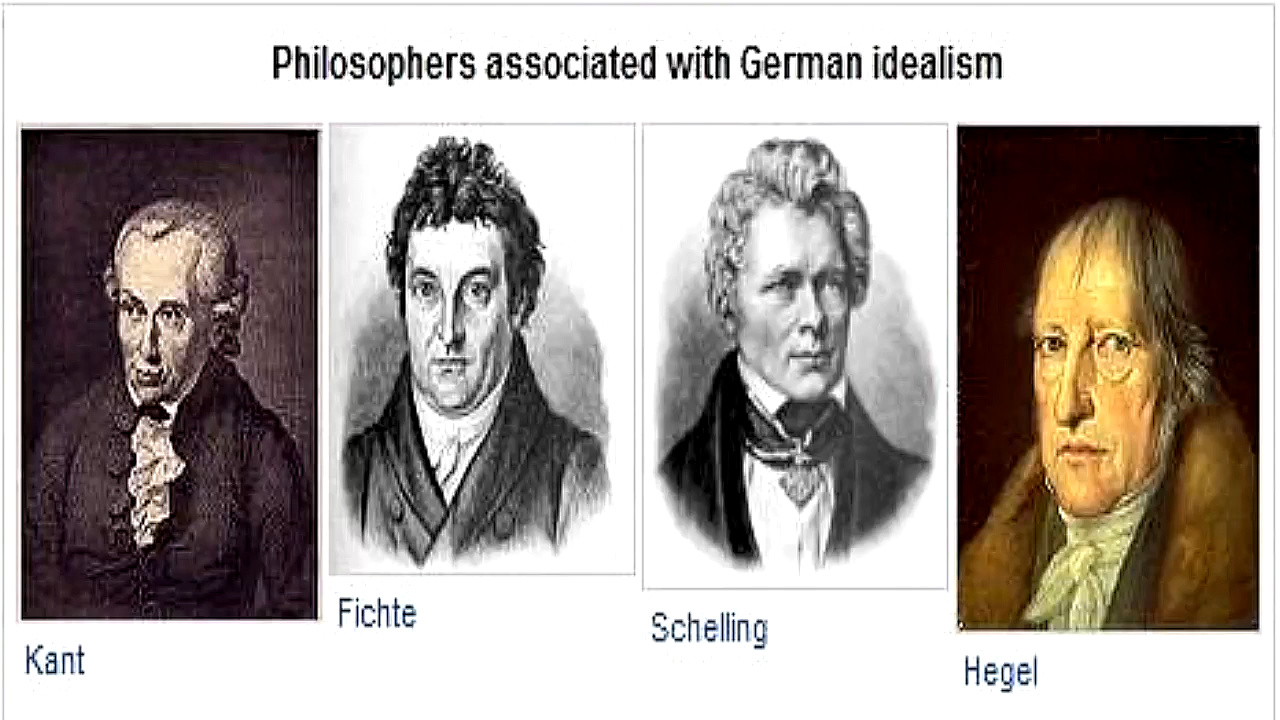 Philosophers associated with German idealism
Kant
Fichte
Schelling
Hegel